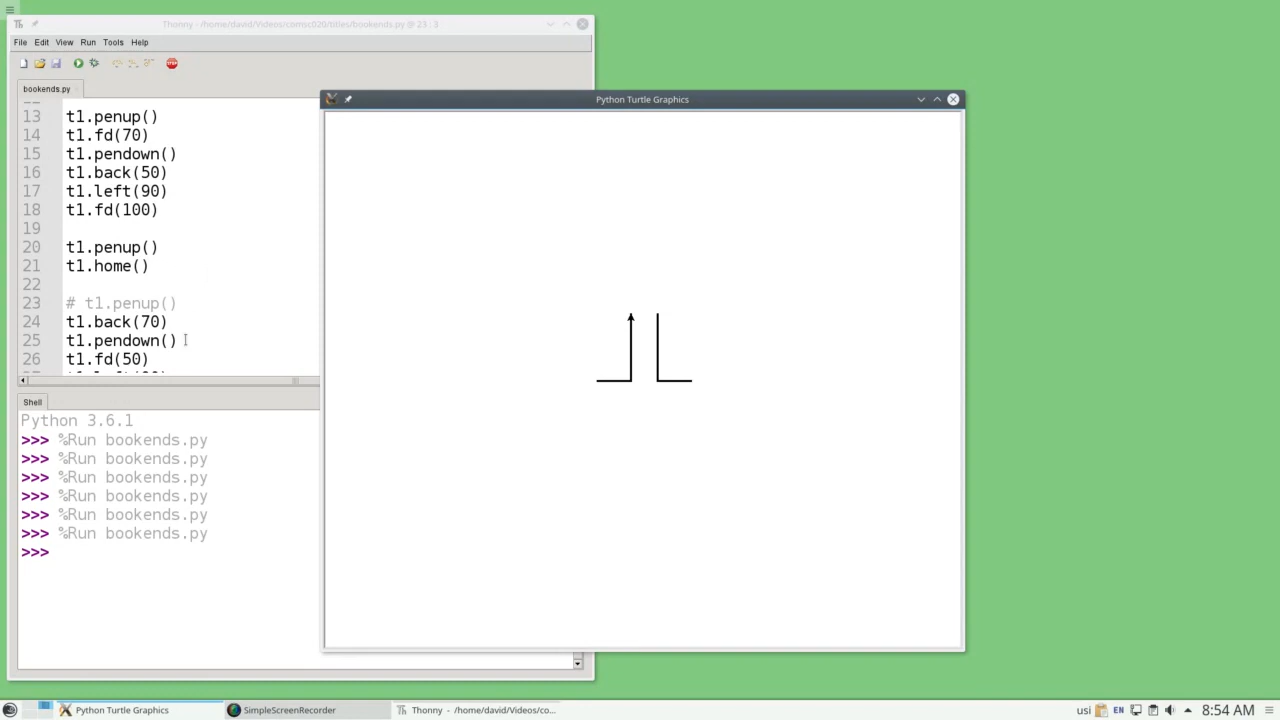 Thonny - /home/david/Videos/comsc020/titles/bookends.py @ 23 : 3
File Edit View Run Tools Help
bookends.py
Python Turtle Graphics
13 t1.penup()
14 t1.fd(70)
15 t1.pendown()
16 t1.back(50)
17 t1.left(90)
18 t1.fd(100)
19
20 t1.penup()
21 t1.home()
22
23 # t1.penup()
24 t1.back(70)
25 t1.pendown()
26 t1.fd(50)
Shell
Python 3.6.1
>>> %Run bookends.py
>>> %Run bookends.py
>>> %Run bookends.py
>>> %Run bookends.py
>>> %Run bookends.py
>>> %Run bookends.py
>>>
Python Turtle Graphics
SimpleScreenRecorder
Thonny - /home/david/Videos/co...
usi EN 8:54 AM